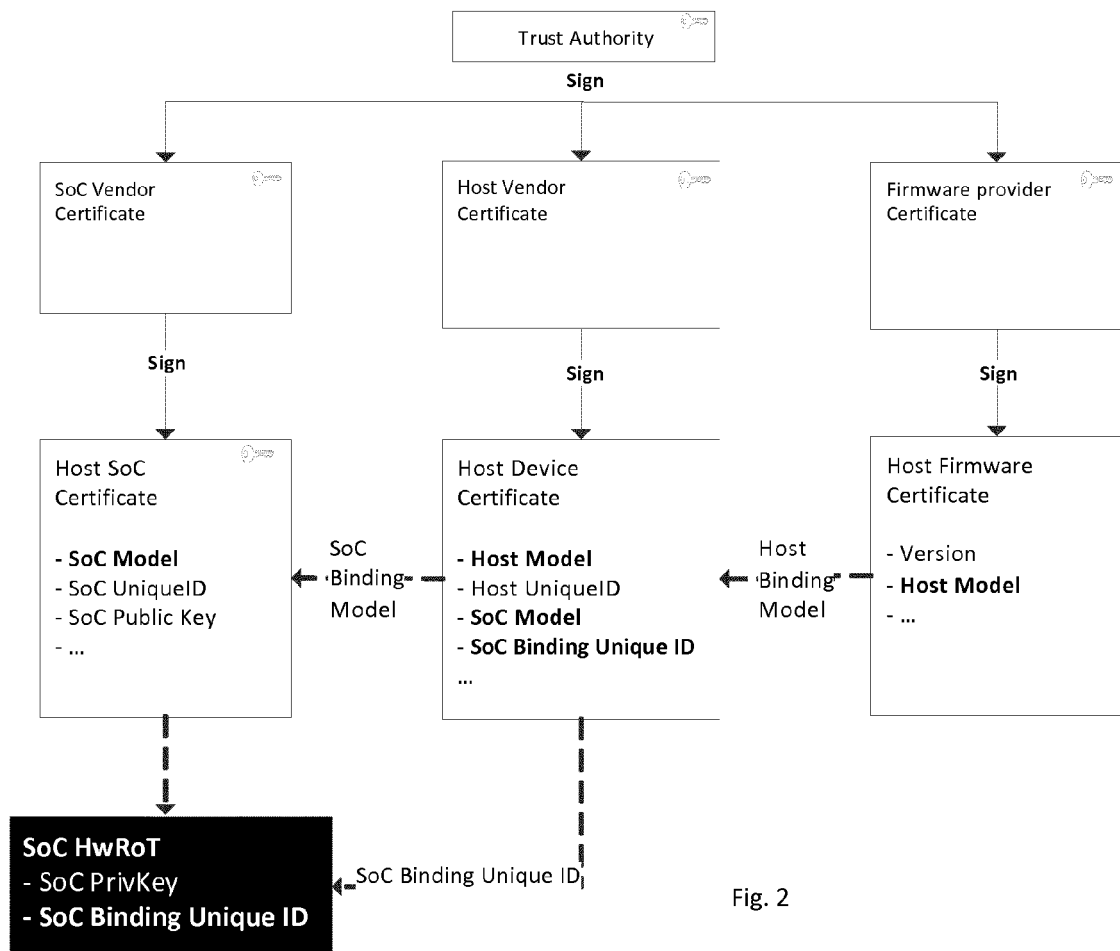 Trust Authority
Sign
SoC Vendor
Certificate
Host Vendor
Certificate
Firmware provider
Certificate
Sign
Sign
Sign
Host SoC
Certificate
- SoC Model
- SoC UniqueID
- SoC Public Key
- ...
SoC
Binding
Model
Host Device
Certificate
- Host Model
- Host UniqueID
- SoC Model
- SoC Binding Unique ID
...
Host
Binding
Model
Host Firmware
Certificate
- Version
- Host Model
- ...
SoC HwRoT
- SoC PrivKey
- SoC Binding Unique ID
SoC Binding Unique ID
Fig. 2